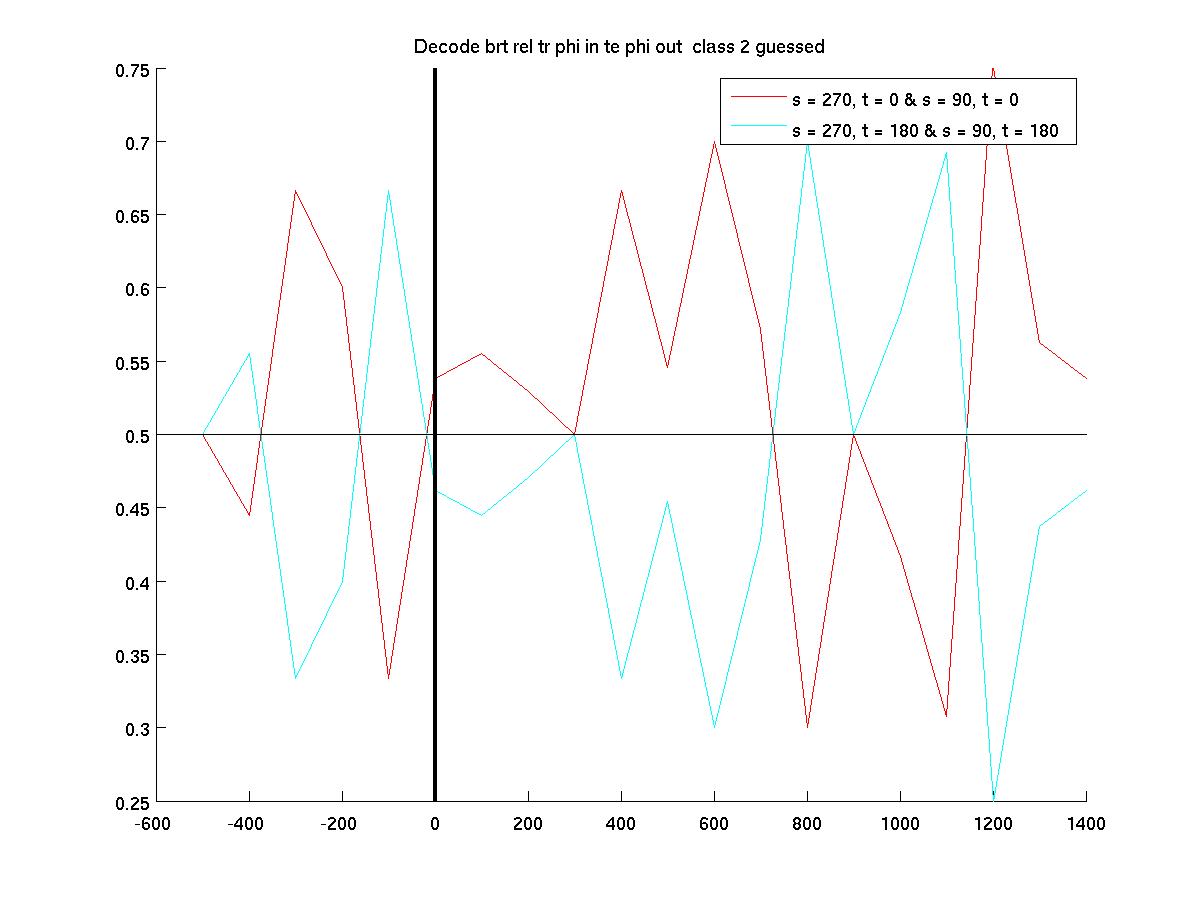 Decode brt rel tr phi in te phi out  class 2 guessed
0.75
s = 270, t = 0 & s = 90, t = 0
s = 270, t = 180 & s = 90, t = 180
0.7
0.65
0.6
0.55
0.5
0.45
0.4
0.35
0.3
0.25
-600 -400 -200 0 200 400 600 800 1000 1200 1400